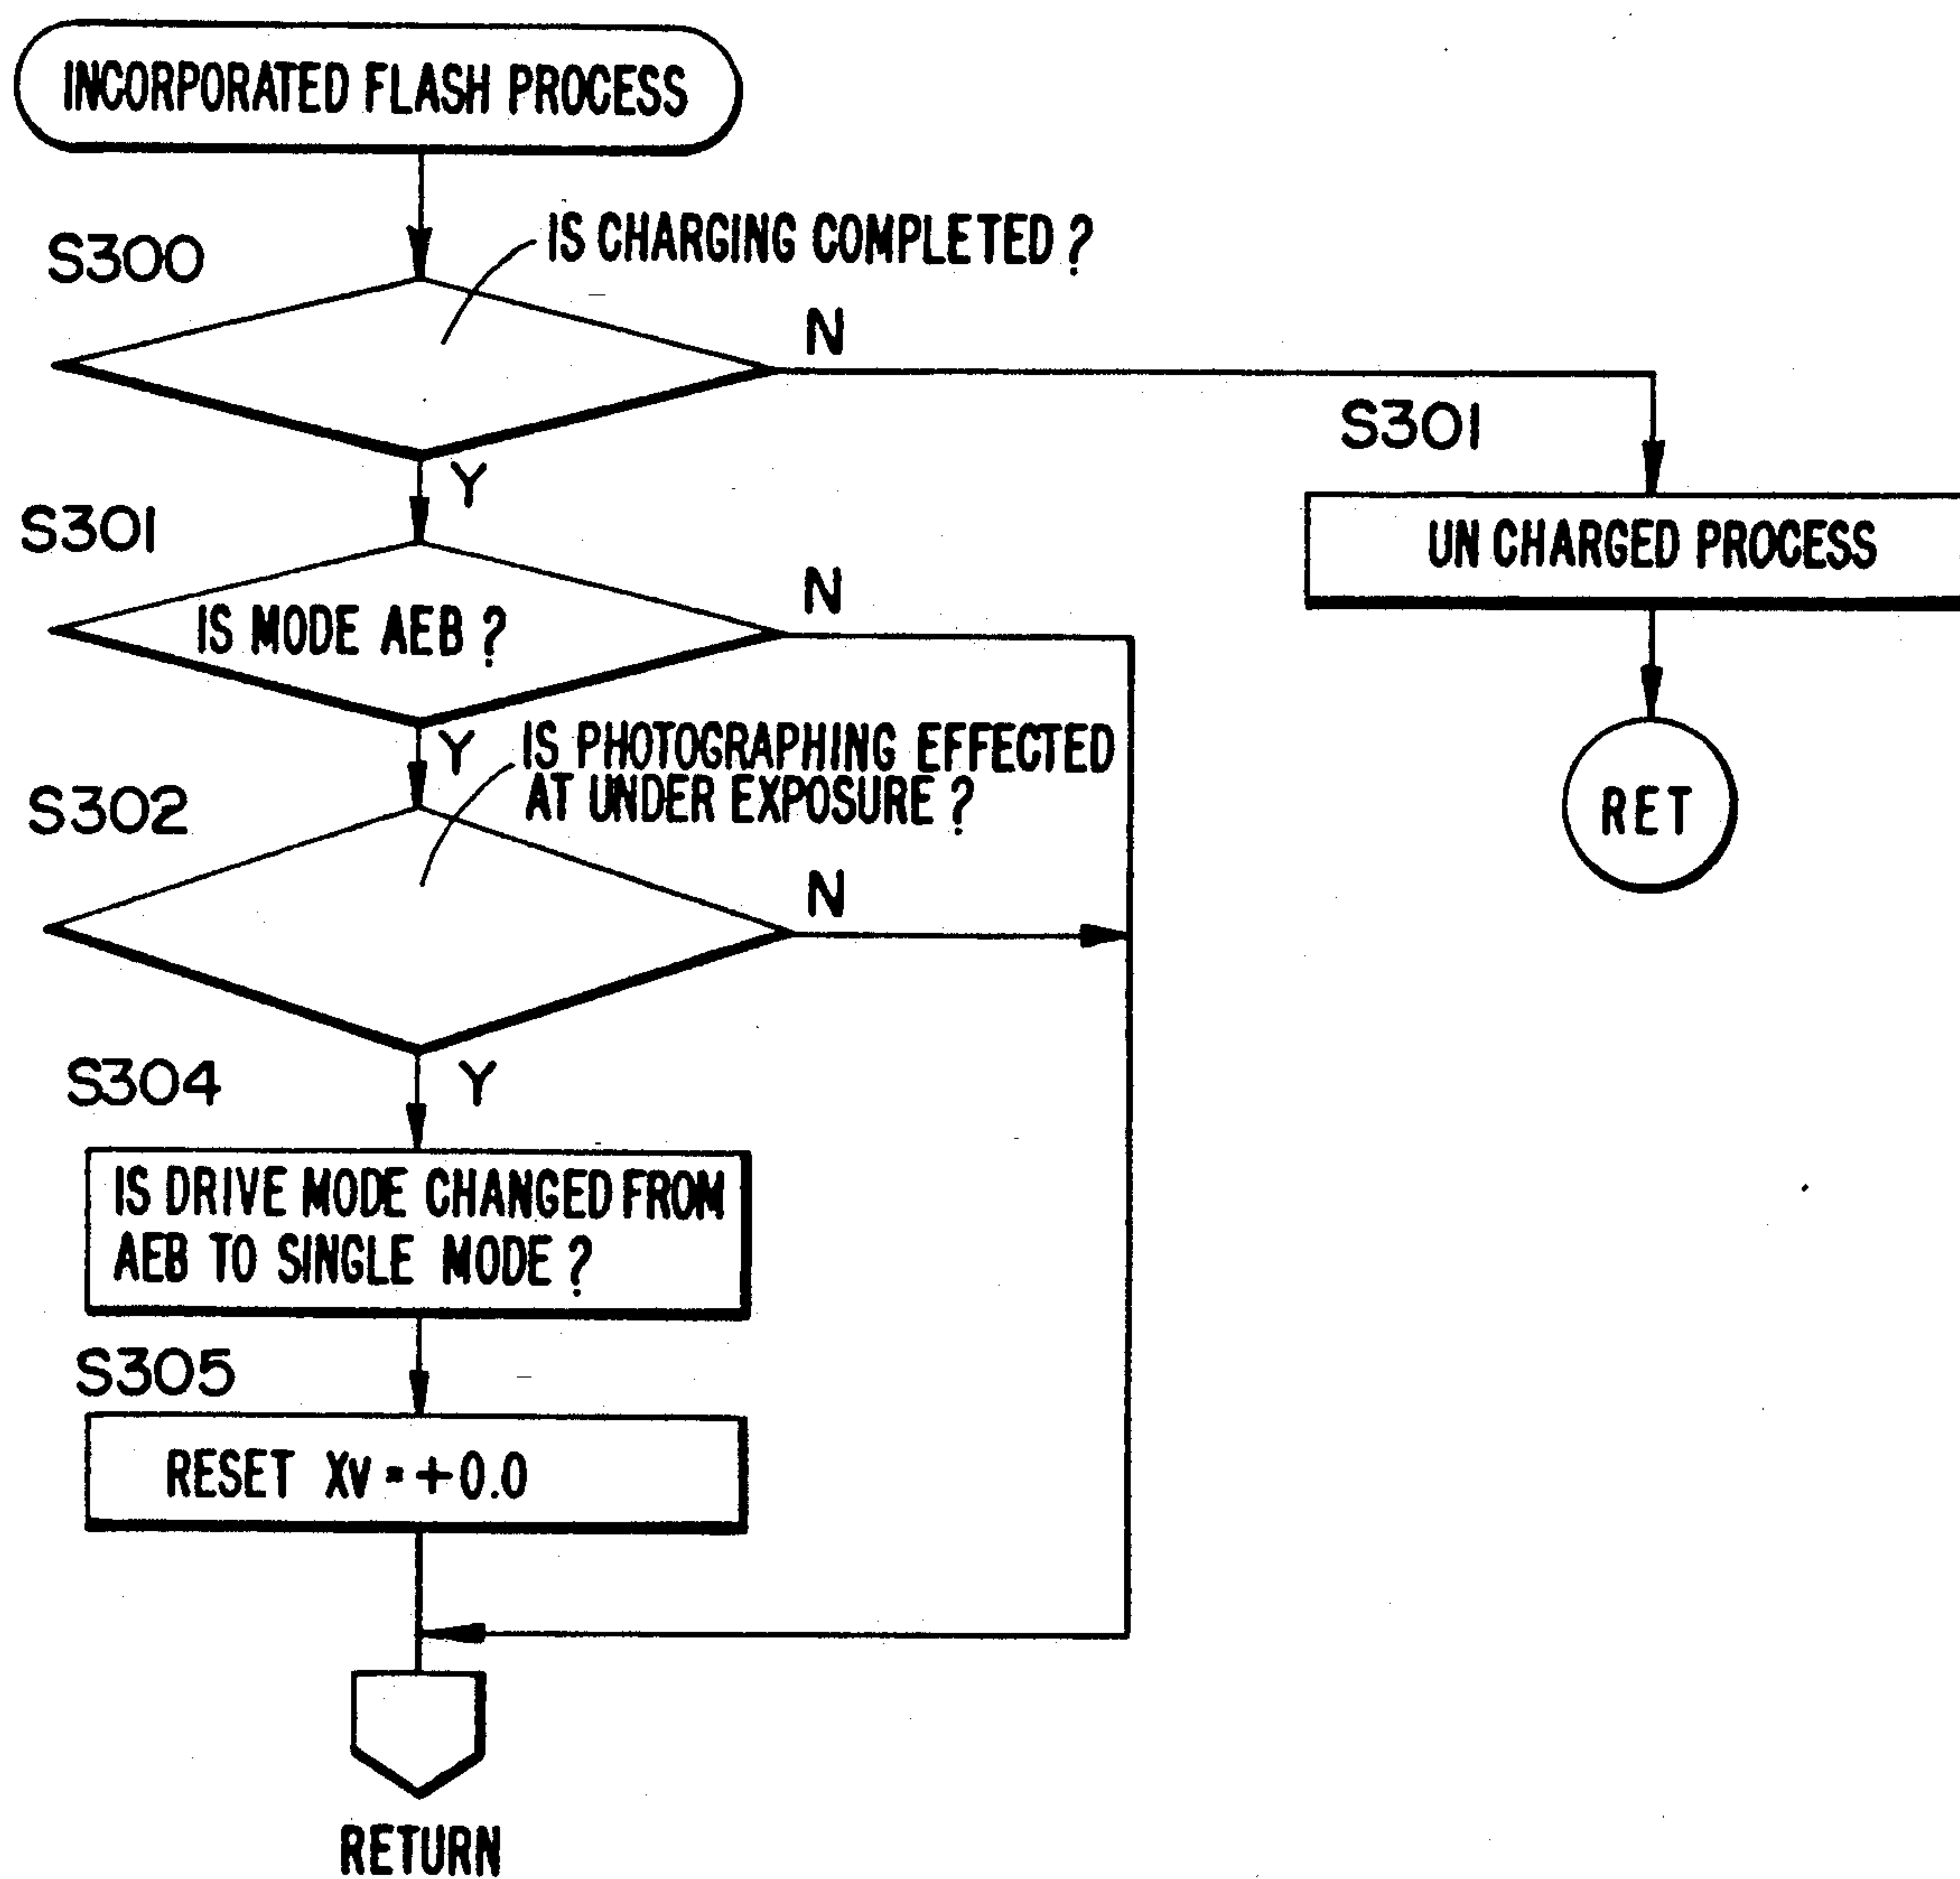 INCORPORATED FLASH PROCESS
S300
IS CHARGING COMPLETED ?
N
Y
S301
UN CHARGED PROCESS
RET
S301
IS MODE AEB ?
N
Y
S302
IS PHOTOGRAPHING EFFECTED
AT UNDER EXPOSURE ?
N
Y
S304
IS DRIVE MODE CHANGED FROM
AEB TO SINGLE MODE ?
S305
RESET XV = +0.0
RETURN